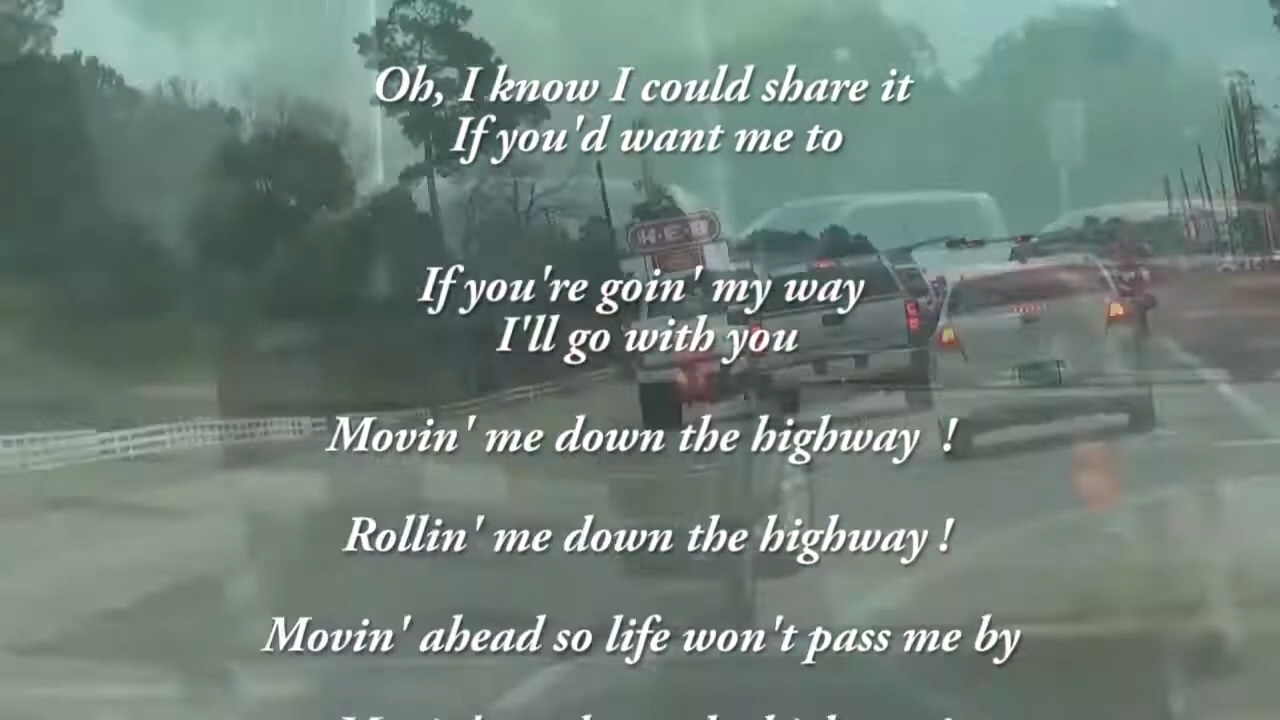 Oh, I know I could share it
If you'd want me to
H·E·B
If you're goin' my way
I'll go with you
Movin' me down the highway !
Rollin' me down the highway !
Movin' ahead so life won't pass me by